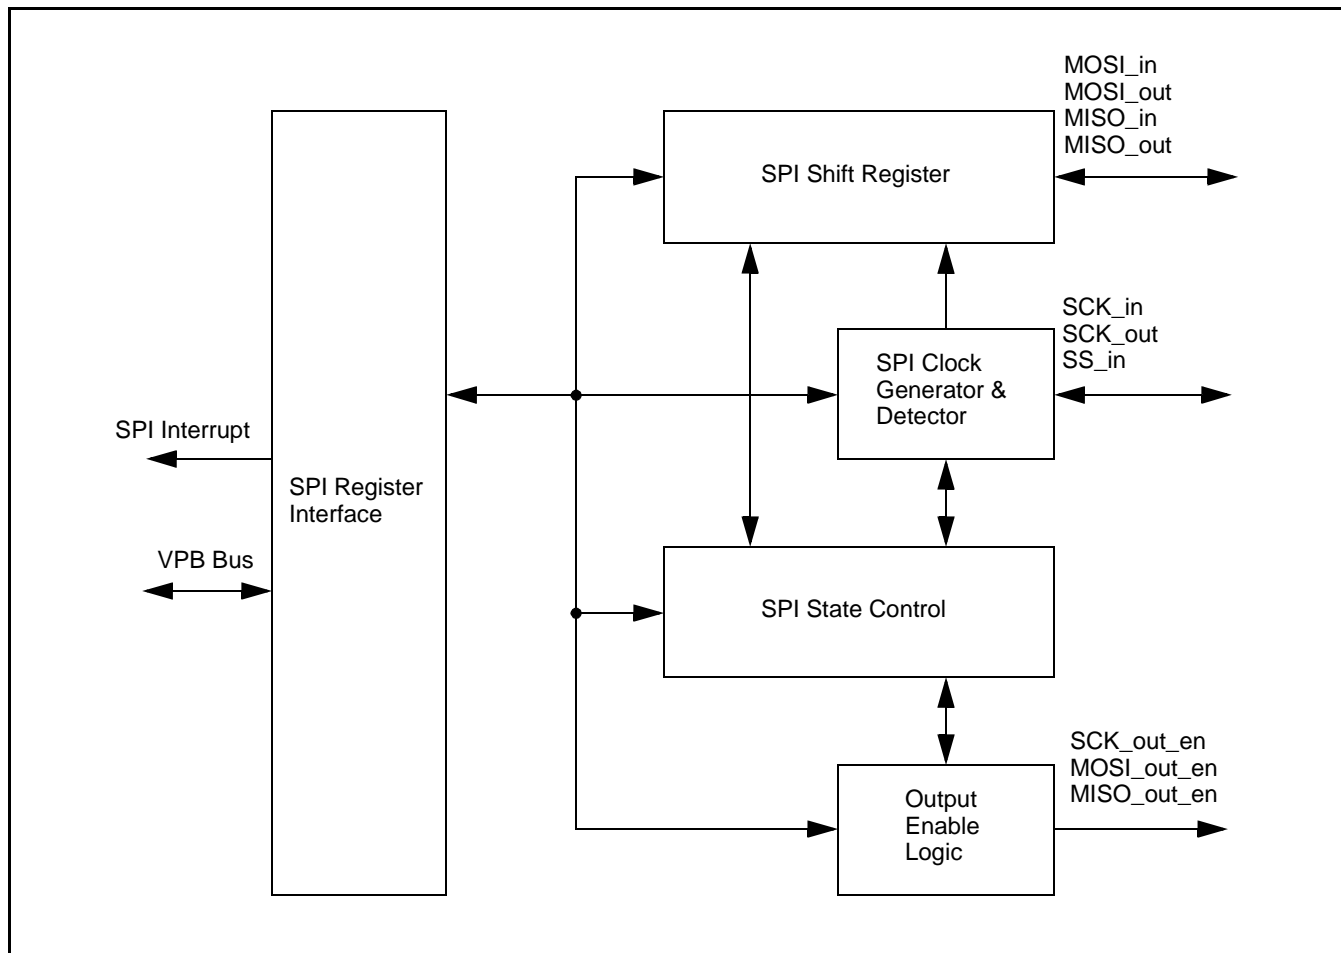 MOSI_in
MOSI_out
MISO_in
MISO_out
SPI Shift Register
SCK_in
SCK_out
SS_in
SPI Clock
Generator &
Detector
SPI Interrupt
SPI Register
Interface
VPB Bus
SPI State Control
SCK_out_en
MOSI_out_en
MISO_out_en
Output
Enable
Logic